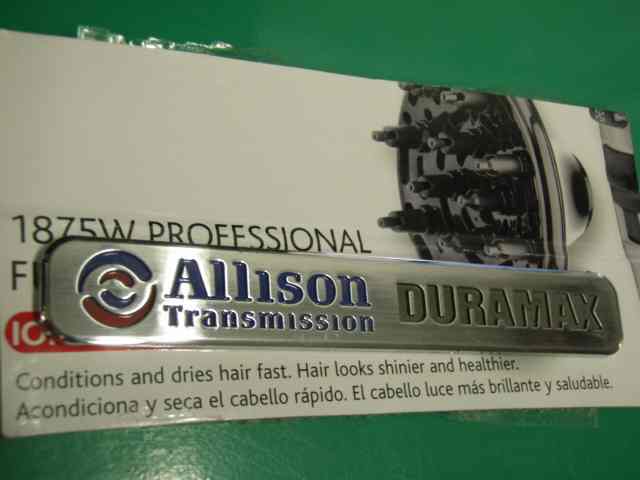 1875W PROFESSIONAL
Allison
Transmission
DURAMAX
Conditions and dries hair fast. Hair looks shinier and healthier.
Acondiciona y seca el cabello rápido. El cabello luce más brillante y saludable.